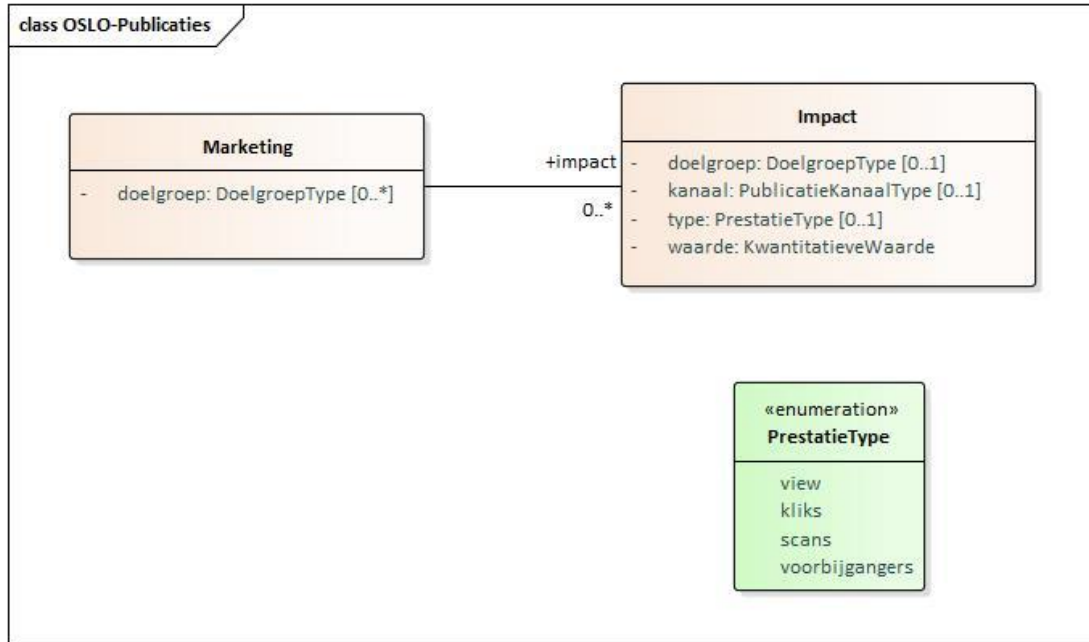 class OSLO-Publicaties
Marketing
- doelgroep: DoelgroepType [0..*]
+impact
0..*
Impact
- doelgroep: DoelgroepType [0..1]
- kanaal: PublicatieKanaalType [0..1]
- type: PrestatieType [0..1]
- waarde: KwantitatieveWaarde
«enumeration»
PrestatieType
view
kliks
scans
voorbijgangers